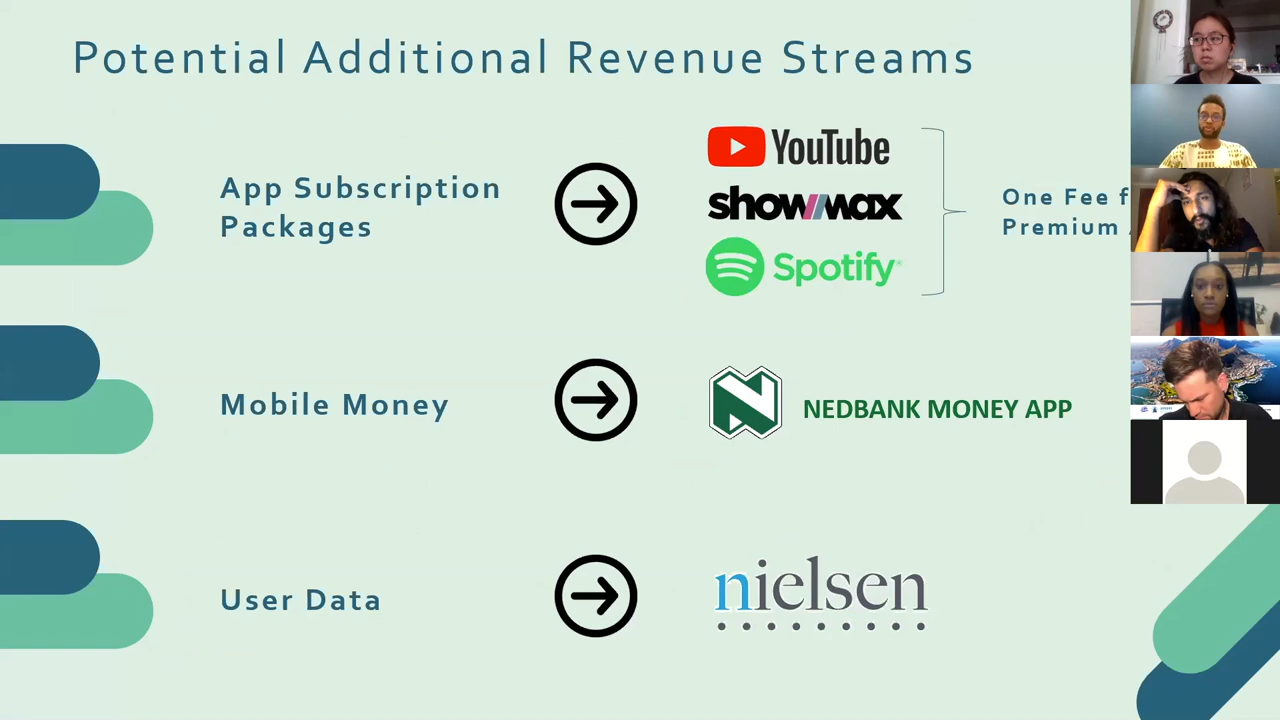 Potential Additional Revenue Streams
App Subscription
Packages
YouTube
showmax
Spotify
One Fee f
Premium
Mobile Money
NEDBANK MONEY APP
User Data
nielsen